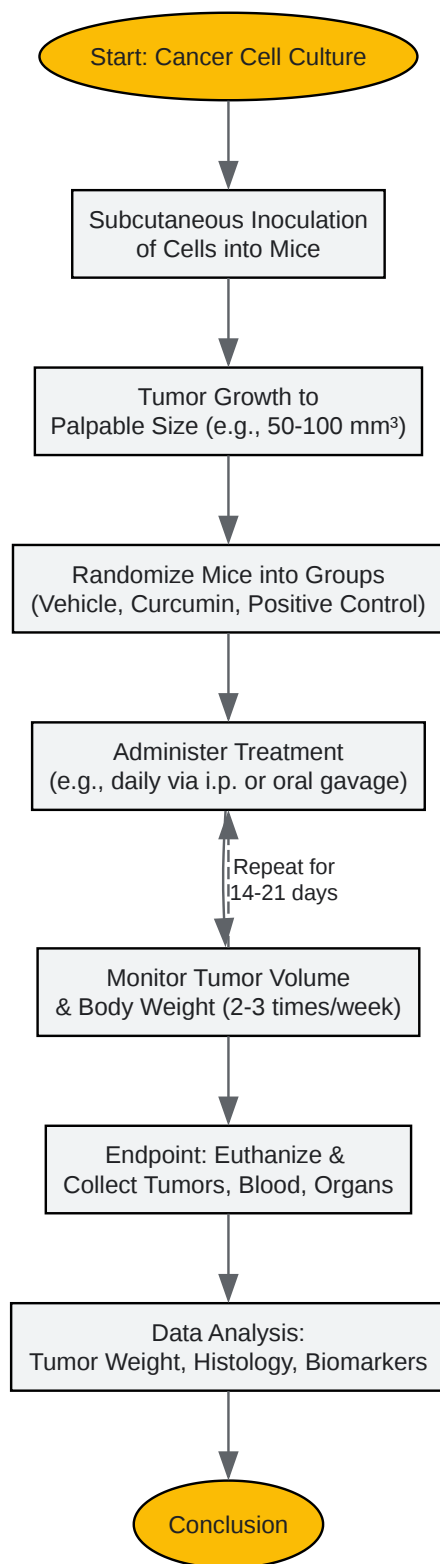 Start: Cancer Cell Culture
Subcutaneous Inoculation
of Cells into Mice
Tumor Growth to
Palpable Size (e.g., 50-100 mm³)
Randomize Mice into Groups
(Vehicle, Curcumin, Positive Control)
Administer Treatment
(e.g., daily via i.p. or oral gavage)
Repeat for
14-21 days
Monitor Tumor Volume
& Body Weight (2-3 times/week)
Endpoint: Euthanize &
Collect Tumors, Blood, Organs
Data Analysis:
Tumor Weight, Histology, Biomarkers
Conclusion